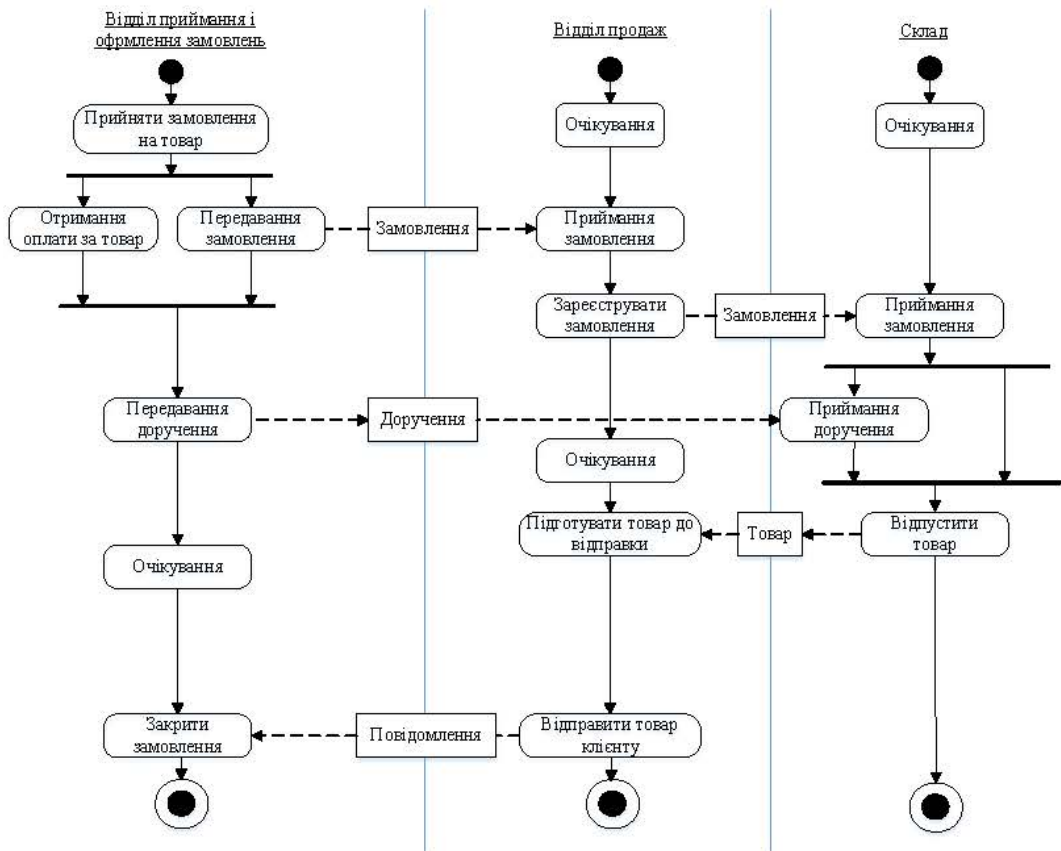 Відділ приймання і
офрмлення замовлень
Відділ продаж
Склад
Прийняти замовлення
на товар
Очікування
Очікування
Отримання
оплати за товар
Передавання
замовлення
Замовлення
Приймання
замовлення
Зареєструвати
замовлення
Замовлення
Приймання
замовлення
Передавання
доручення
Доручення
Приймання
доручення
Очікування
Підготувати товар до
відправки
Товар
Відпустити
товар
Очікування
Закрити
замовлення
Повідомлення
Відправити товар
клієнту